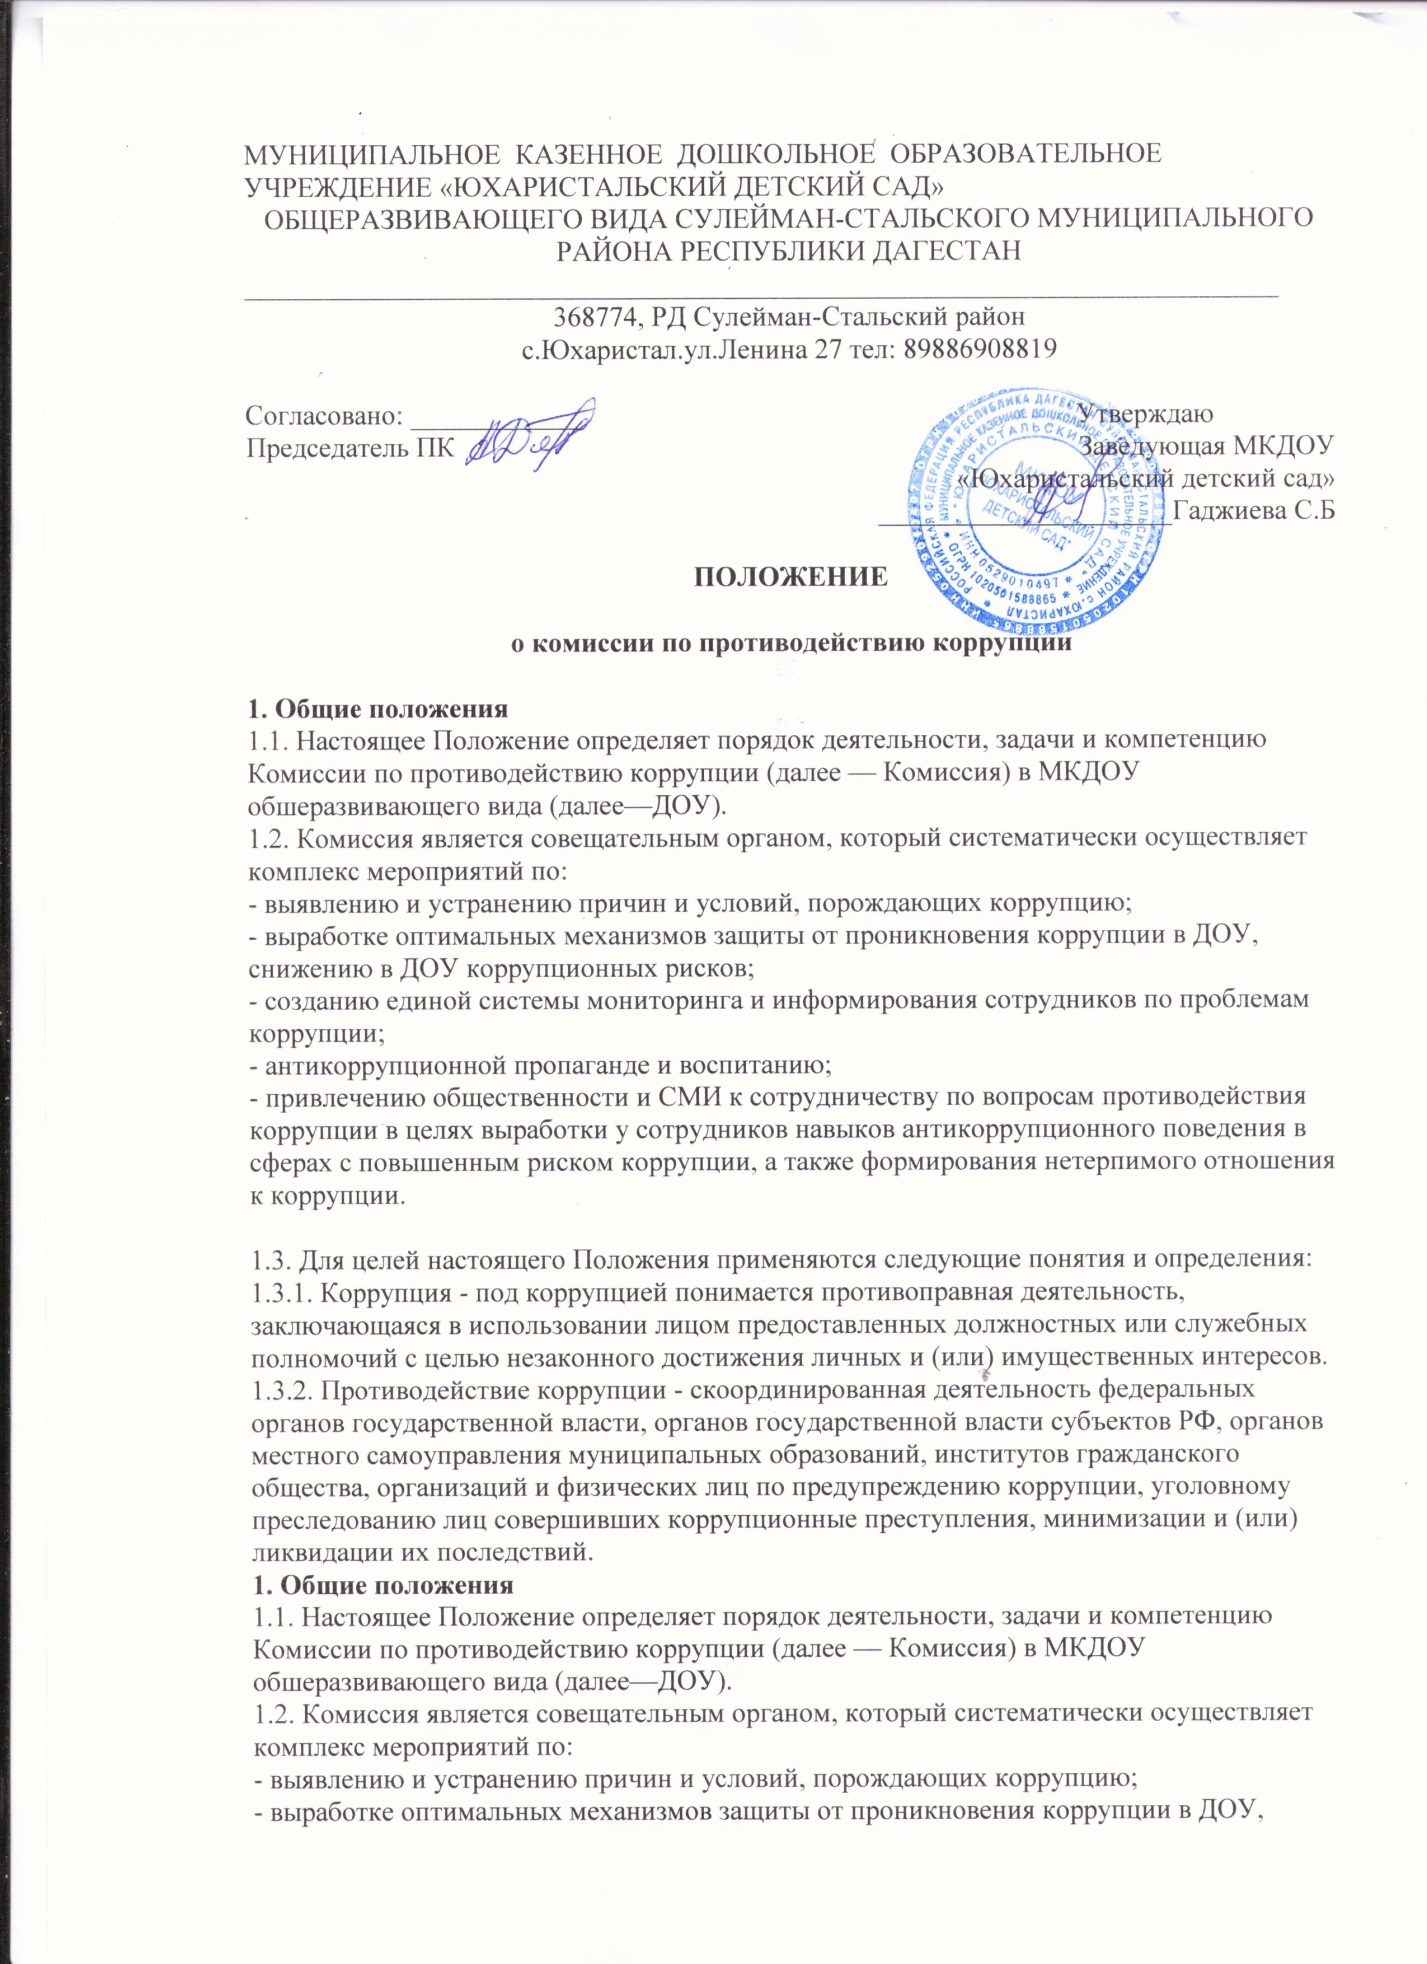 МУНИЦИПАЛЬНОЕ КАЗЕННОЕ ДОШКОЛЬНОЕ ОБРАЗОВАТЕЛЬНОЕ
УЧРЕЖДЕНИЕ «ЮХАРИСТАЛЬСКИЙ ДЕТСКИЙ САД»
ОБЩЕРАЗВИВАЮЩЕГО ВИДА СУЛЕЙМАН-СТАЛЬСКОГО МУНИЦИПАЛЬНОГО
РАЙОНА РЕСПУБЛИКИ ДАГЕСТАН
368774, РД Сулейман-Стальский район
с.Юхаристал.ул.Ленина 27 тел: 89886908819
Согласовано: ____________ Утверждаю
Председатель ПК Заведующая МКДОУ
«Юхаристальский детский сад»
_____________________Гаджиева С.Б
МКДОУ
"ЮХАРИСТАЛЬСКИЙ
ДЕТСКИЙ САД"
ИНН 0529010497
ОГРН 1020501588865
ПОЛОЖЕНИЕ
о комиссии по противодействию коррупции
1. Общие положения
1.1. Настоящее Положение определяет порядок деятельности, задачи и компетенцию
Комиссии по противодействию коррупции (далее — Комиссия) в МКДОУ
обшеразвивающего вида (далее—ДОУ).
1.2. Комиссия является совещательным органом, который систематически осуществляет
комплекс мероприятий по:
- выявлению и устранению причин и условий, порождающих коррупцию;
- выработке оптимальных механизмов защиты от проникновения коррупции в ДОУ,
снижению в ДОУ коррупционных рисков;
- созданию единой системы мониторинга и информирования сотрудников по проблемам
коррупции;
- антикоррупционной пропаганде и воспитанию;
- привлечению общественности и СМИ к сотрудничеству по вопросам противодействия
коррупции в целях выработки у сотрудников навыков антикоррупционного поведения в
сферах с повышенным риском коррупции, а также формирования нетерпимого отношения
к коррупции.
1.3. Для целей настоящего Положения применяются следующие понятия и определения:
1.3.1. Коррупция - под коррупцией понимается противоправная деятельность,
заключающаяся в использовании лицом предоставленных должностных или служебных
полномочий с целью незаконного достижения личных и (или) имущественных интересов.
1.3.2. Противодействие коррупции - скоординированная деятельность федеральных
органов государственной власти, органов государственной власти субъектов РФ, органов
местного самоуправления муниципальных образований, институтов гражданского
общества, организаций и физических лиц по предупреждению коррупции, уголовному
преследованию лиц совершивших коррупционные преступления, минимизации и (или)
ликвидации их последствий.
1. Общие положения
1.1. Настоящее Положение определяет порядок деятельности, задачи и компетенцию
Комиссии по противодействию коррупции (далее — Комиссия) в МКДОУ
обшеразвивающего вида (далее—ДОУ).
1.2. Комиссия является совещательным органом, который систематически осуществляет
комплекс мероприятий по:
- выявлению и устранению причин и условий, порождающих коррупцию;
- выработке оптимальных механизмов защиты от проникновения коррупции в ДОУ,